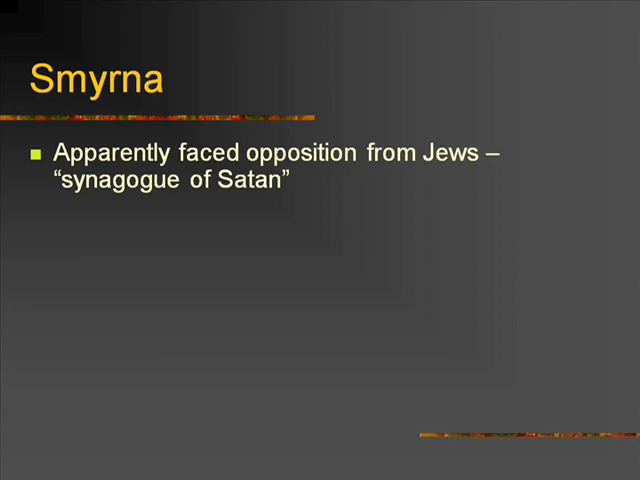 Smyrna
Apparently faced opposition from Jews –
“synagogue of Satan”